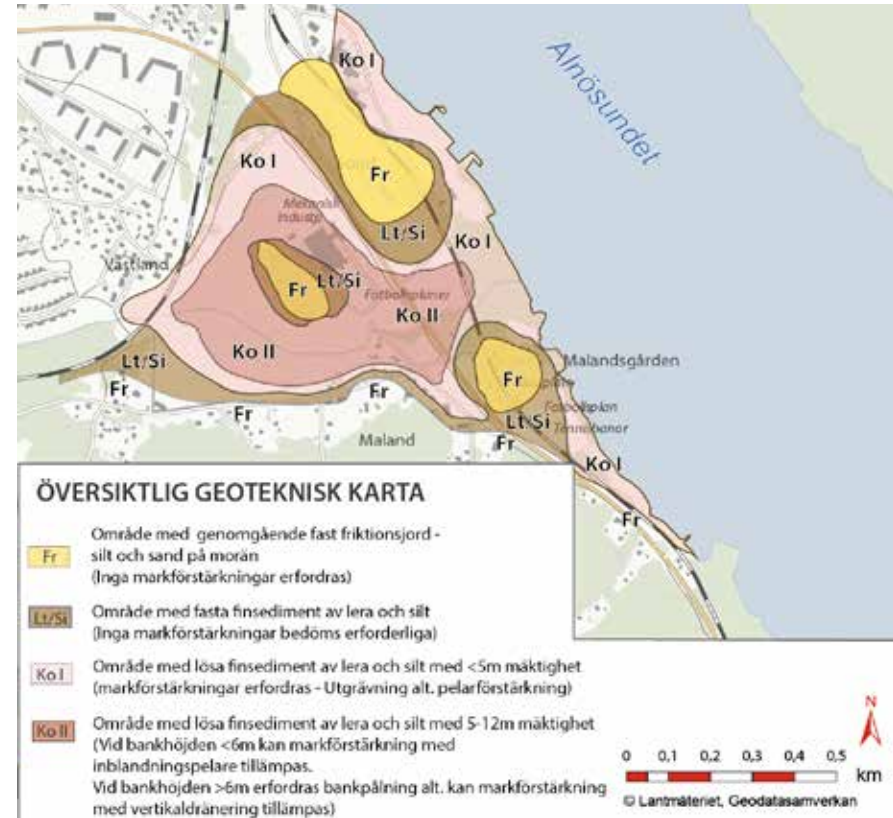 Alnösundet
Ko I
Ko I
Fr
Mekanisk
industri
Lt/Si
Ko I
Västland
Lt/Si
Fr
Fotbollsplaner
Ko II
Ko II
Lt/Si
Malandsgården
Fr
Fr
Fr
Fr
Fotbollsplan
Lt/Si
Tennisbanor
Maland
Fr
Ko I
Fr
ÖVERSIKTLIG GEOTEKNISK KARTA
Fr
Område med genomgående fast friktionsjord -
silt och sand på morän
(Inga markförstärkningar erfordras)
Lt/Si
Område med fasta finsediment av lera och silt
(Inga markförstärkningar bedöms erforderliga)
Ko I
Område med lösa finsediment av lera och silt med <5m mäktighet
(markförstärkningar erfordras - Utgrävning alt. pelarförstärkning)
Ko II
Område med lösa finsediment av lera och silt med 5-12m mäktighet
(Vid bankhöjden <6m kan markförstärkning med
inblandningspelare tillämpas.
Vid bankhöjden >6m erfordras bankpålning alt. kan markförstärkning
med vertikaldränering tillämpas)
N
0 0,1 0,2 0,3 0,4 0,5
km
© Lantmäteriet, Geodatasamverkan